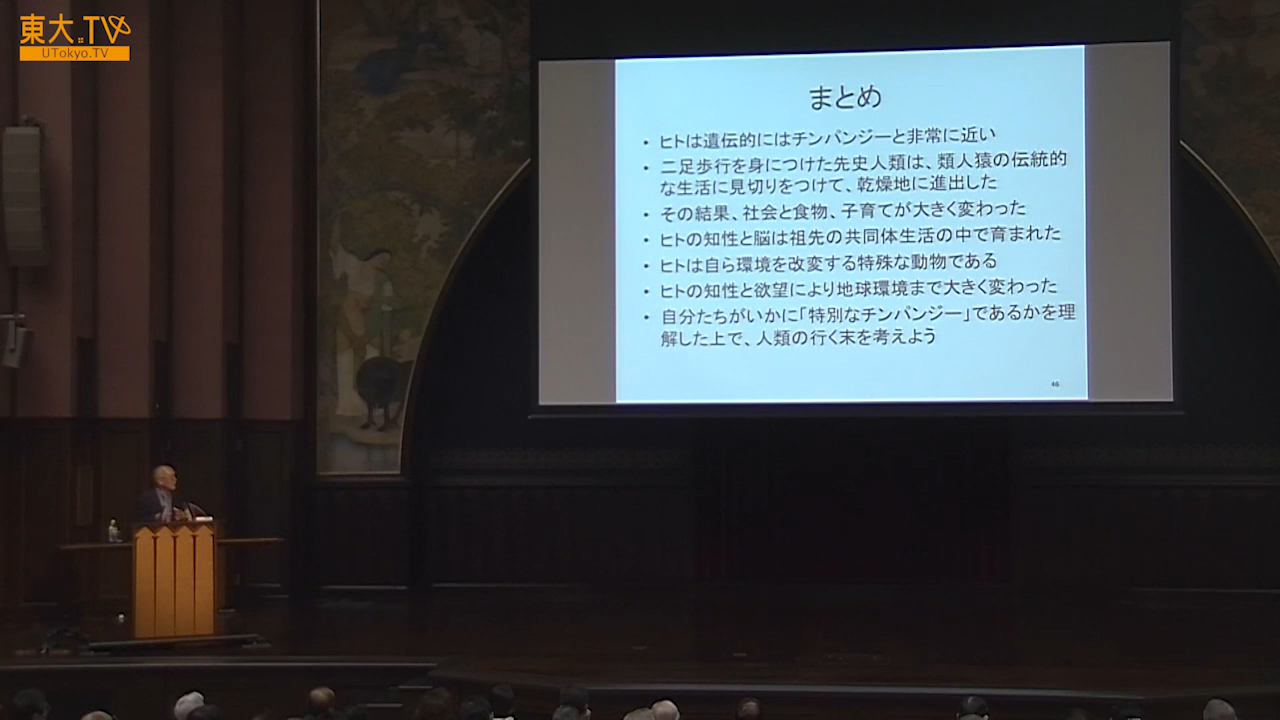 東大.TV
UTokyo.TV
まとめ
• ヒトは遺伝的にはチンパンジーと非常に近い
• 二足歩行を身につけた先史人類は、類人猿の伝統的
な生活に見切りをつけて、乾燥地に進出した
• その結果、社会と食物、子育てが大きく変わった
• ヒトの知性と脳は祖先の共同体生活の中で育まれた
• ヒトは自ら環境を改変する特殊な動物である
• ヒトの知性と欲望により地球環境まで大きく変わった
• 自分たちがいかに「特別なチンパンジー」であるかを理
解した上で、人類の行く末を考えよう
46